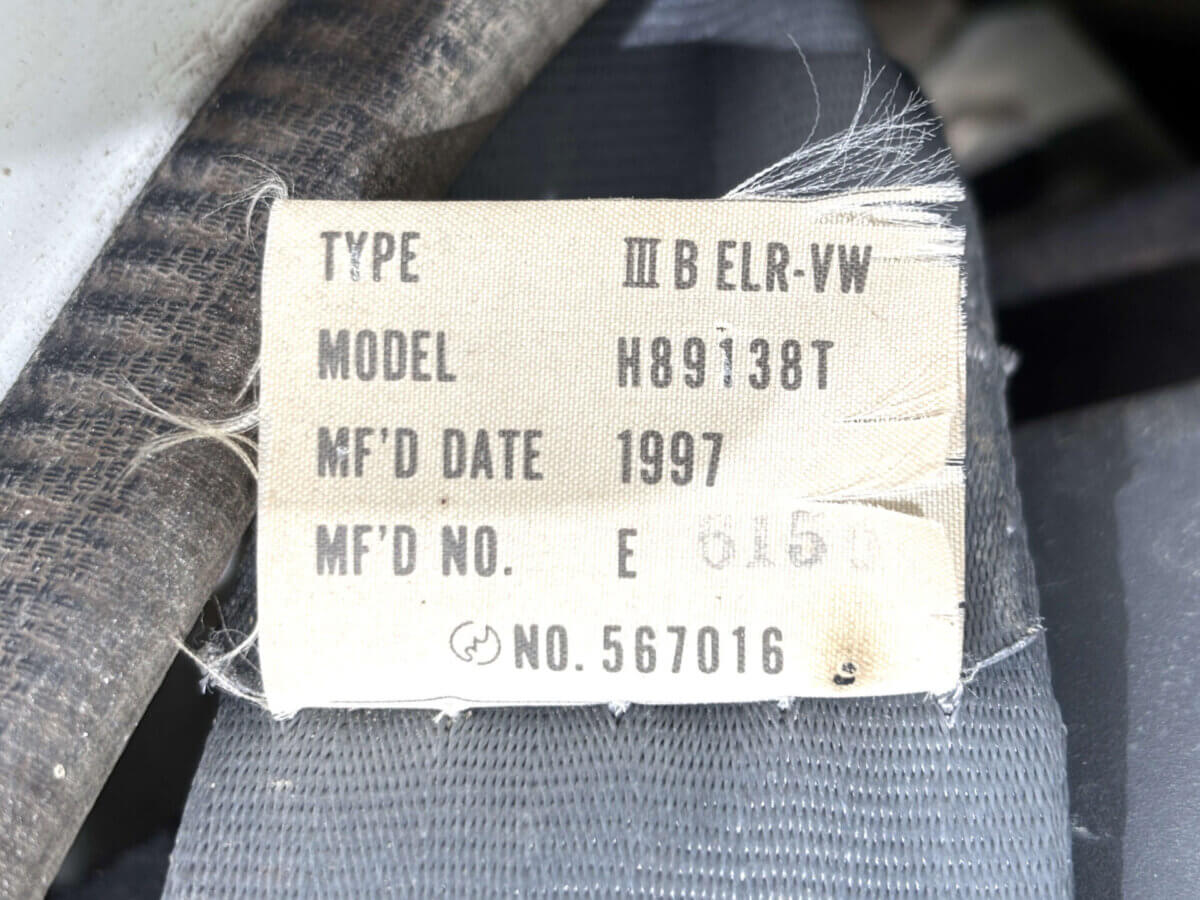 TYPE III B ELR-VW
MODEL H89138T
MF'D DATE 1997
MF'D NO. E 615
NO. 567016